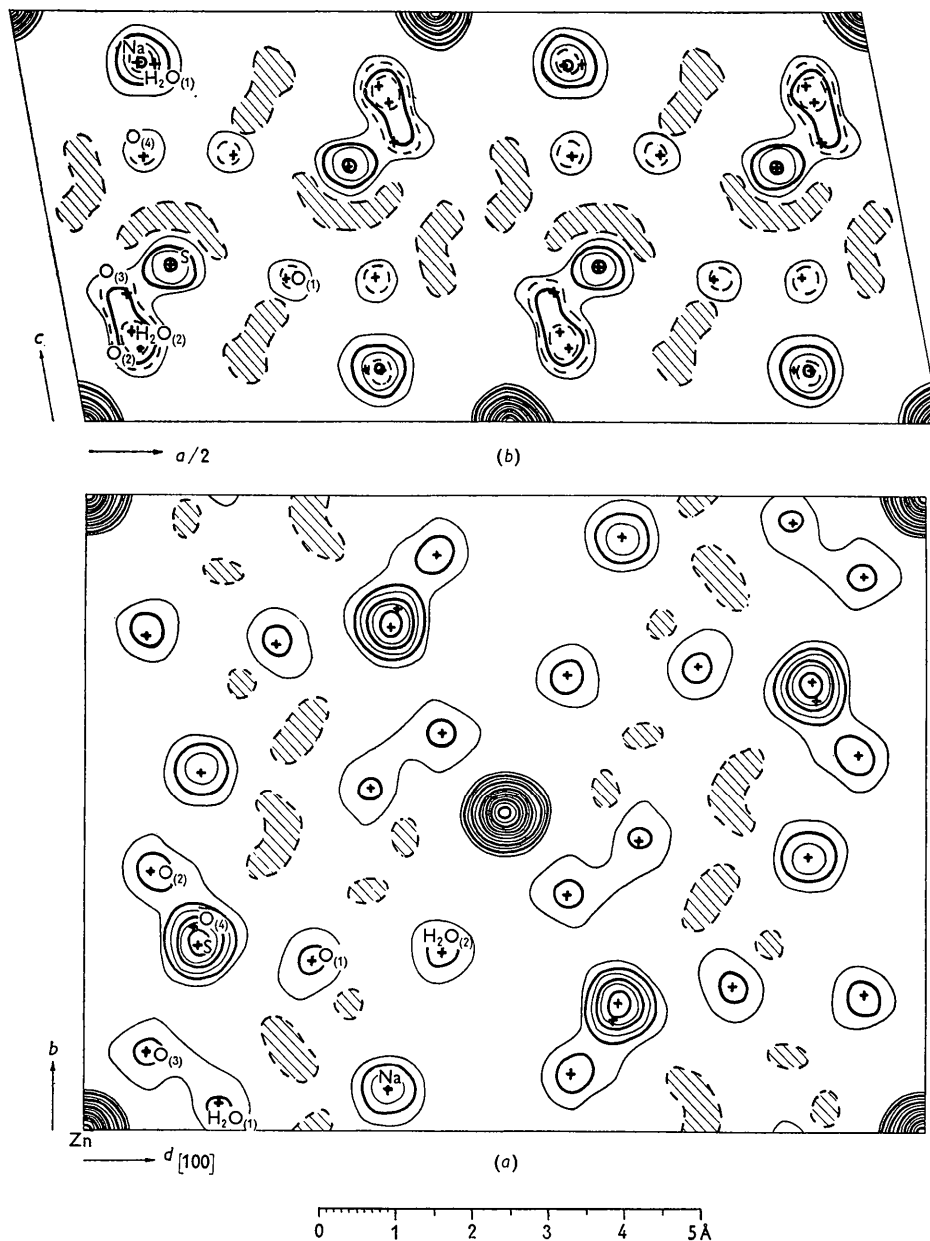 Na
H₂O₍₁₎
O₍₄₎
O₍₃₎
S
O₍₁₎
H₂O₍₂₎
O₍₂₎
c
a/2
(b)
O₍₂₎
O₍₄₎
S
O₍₁₎
H₂O₍₂₎
b
O₍₃₎
Na
H₂O₍₁₎
Zn
d [100]
(a)
0 1 2 3 4 5 Å